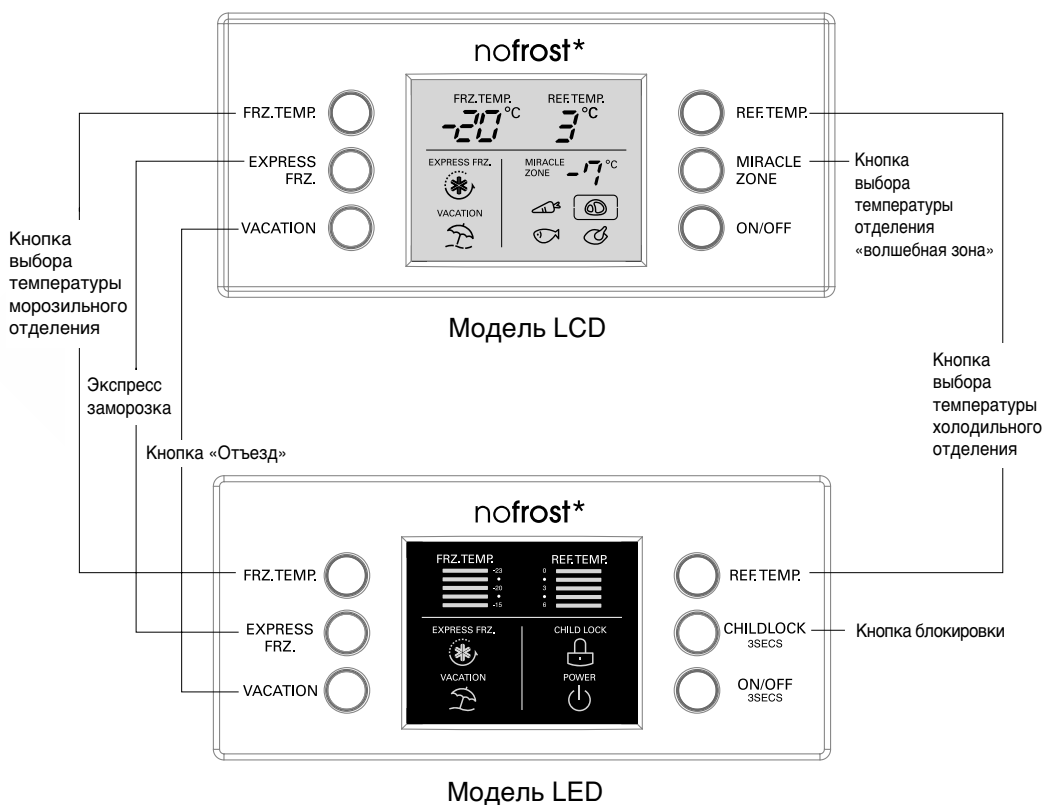 nofrost*
FRZ.TEMP.
EXPRESS
FRZ.
VACATION
FRZ.TEMP. REF.TEMP.
-20 °C 3 °C
EXPRESS FRZ.
VACATION
MIRACLE
ZONE -7 °C
REF.TEMP.
MIRACLE
ZONE
ON/OFF
Кнопка
выбора
температуры
отделения
«волшебная зона»
Кнопка
выбора
температуры
морозильного
отделения
Модель LCD
Экспресс
заморозка
Кнопка «Отъезд»
Кнопка
выбора
температуры
холодильного
отделения
nofrost*
FRZ.TEMP.
EXPRESS
FRZ.
VACATION
FRZ.TEMP. REF.TEMP.
-23 0
-20 3
-15 6
EXPRESS FRZ. CHILD LOCK
VACATION POWER
REF.TEMP.
CHILDLOCK
3SECS
ON/OFF
3SECS
Кнопка блокировки
Модель LED